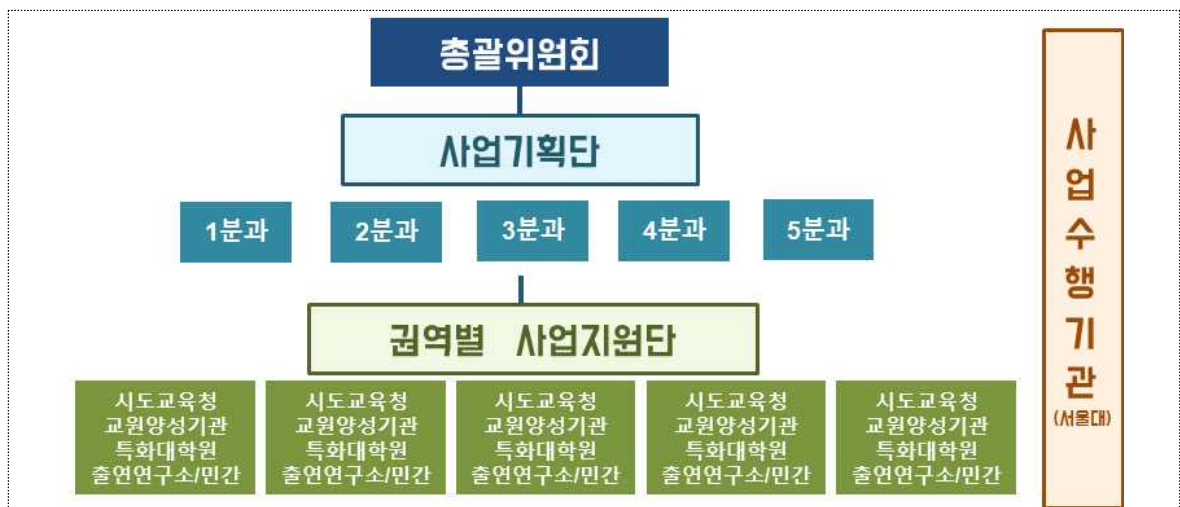 총괄위원회
사업기획단
1분과 2분과 3분과 4분과 5분과
권역별 사업지원단
시도교육청 시도교육청 시도교육청 시도교육청 시도교육청
교원양성기관 교원양성기관 교원양성기관 교원양성기관 교원양성기관
특화대학원 특화대학원 특화대학원 특화대학원 특화대학원
출연연구소/민간 출연연구소/민간 출연연구소/민간 출연연구소/민간 출연연구소/민간
사업수행기관
(서울대)